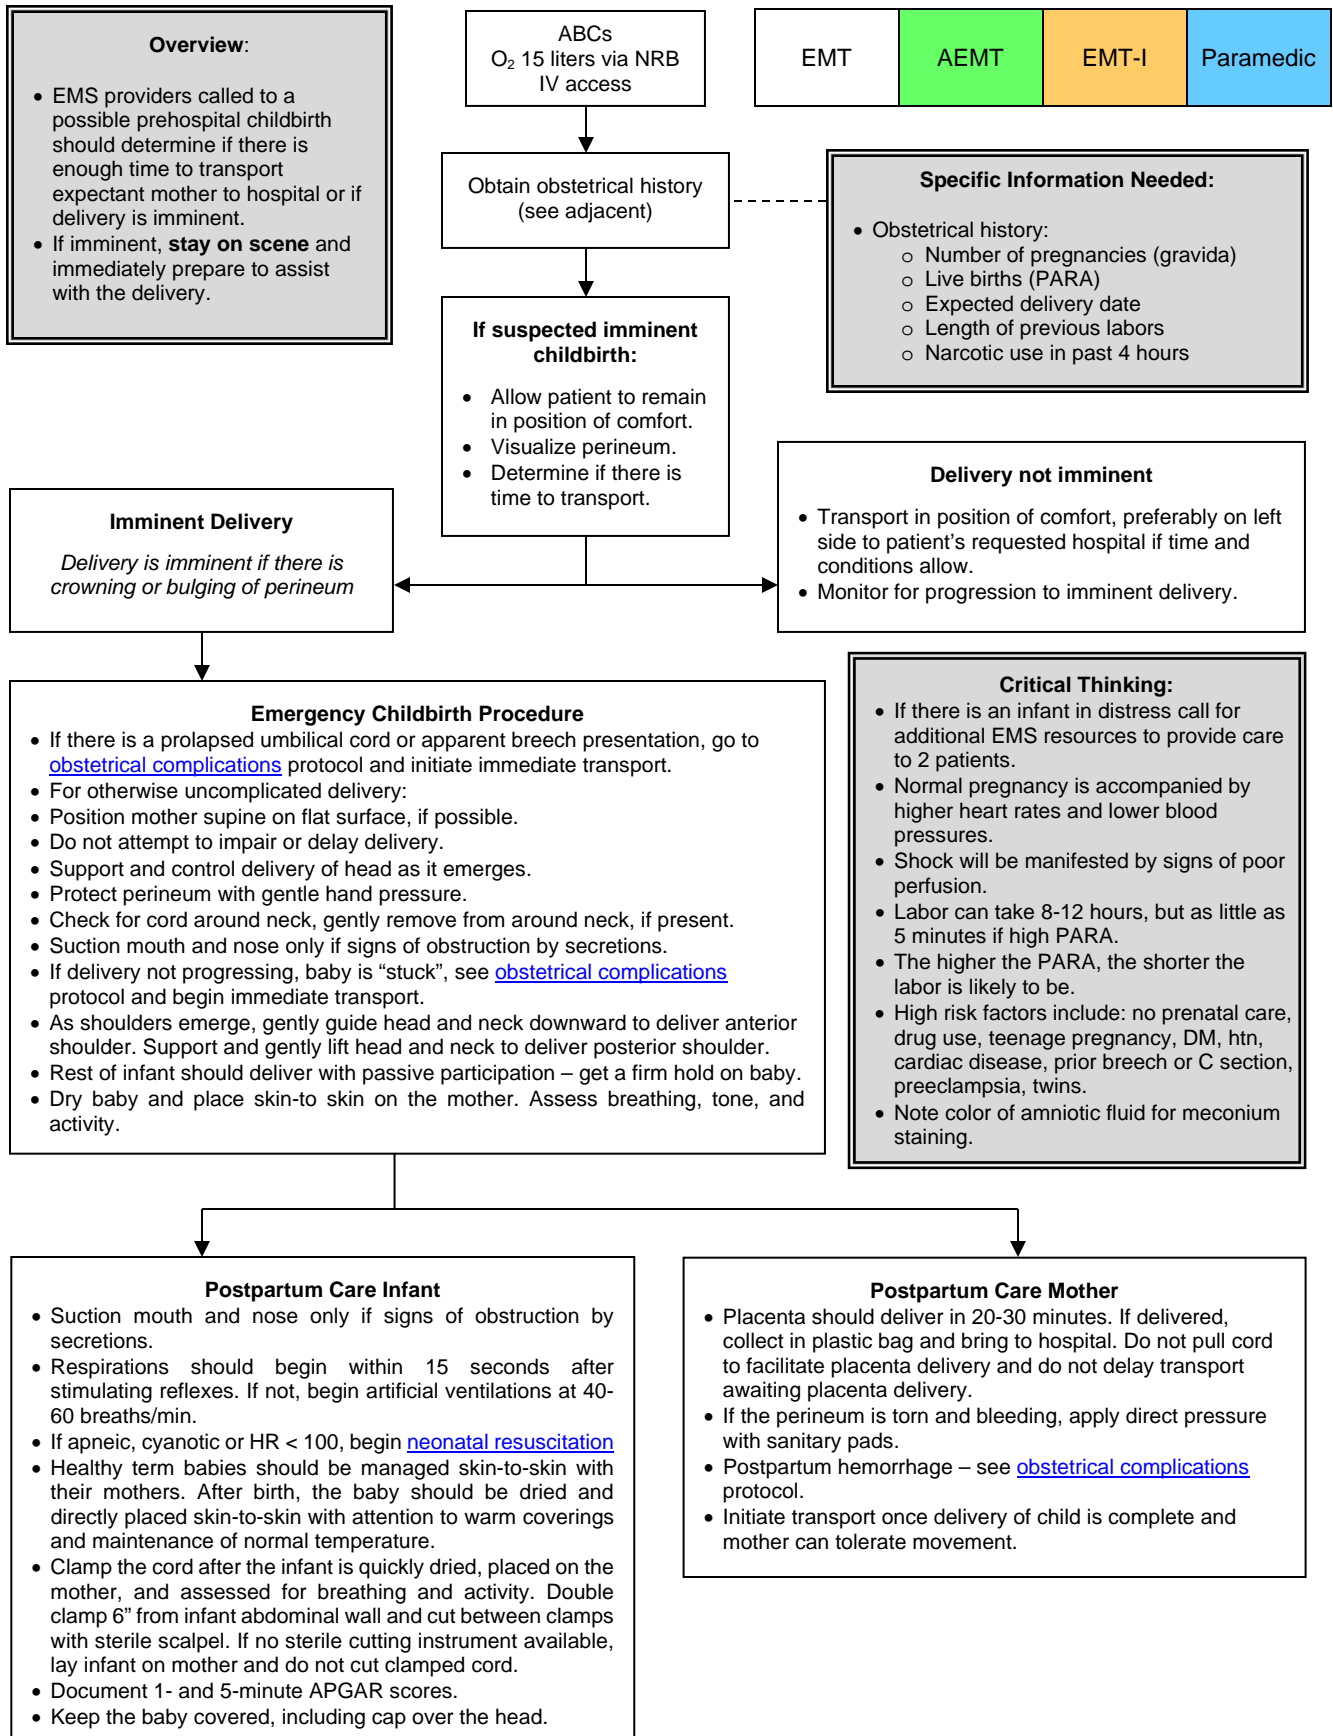 Overview:
• EMS providers called to a
possible prehospital childbirth
should determine if there is
enough time to transport
expectant mother to hospital or if
delivery is imminent.
• If imminent, stay on scene and
immediately prepare to assist
with the delivery.
ABCs
O2 15 liters via NRB
IV access
EMT
AEMT
EMT-I
Paramedic
Obtain obstetrical history
(see adjacent)
Specific Information Needed:
• Obstetrical history:
o Number of pregnancies (gravida)
o Live births (PARA)
o Expected delivery date
o Length of previous labors
o Narcotic use in past 4 hours
If suspected imminent
childbirth:
• Allow patient to remain
in position of comfort.
• Visualize perineum.
• Determine if there is
time to transport.
Delivery not imminent
• Transport in position of comfort, preferably on left
side to patient’s requested hospital if time and
conditions allow.
• Monitor for progression to imminent delivery.
Imminent Delivery
Delivery is imminent if there is
crowning or bulging of perineum
Emergency Childbirth Procedure
• If there is a prolapsed umbilical cord or apparent breech presentation, go to
obstetrical complications protocol and initiate immediate transport.
• For otherwise uncomplicated delivery:
• Position mother supine on flat surface, if possible.
• Do not attempt to impair or delay delivery.
• Support and control delivery of head as it emerges.
• Protect perineum with gentle hand pressure.
• Check for cord around neck, gently remove from around neck, if present.
• Suction mouth and nose only if signs of obstruction by secretions.
• If delivery not progressing, baby is “stuck”, see obstetrical complications
protocol and begin immediate transport.
• As shoulders emerge, gently guide head and neck downward to deliver anterior
shoulder. Support and gently lift head and neck to deliver posterior shoulder.
• Rest of infant should deliver with passive participation – get a firm hold on baby.
• Dry baby and place skin-to skin on the mother. Assess breathing, tone, and
activity.
Critical Thinking:
• If there is an infant in distress call for
additional EMS resources to provide care
to 2 patients.
• Normal pregnancy is accompanied by
higher heart rates and lower blood
pressures.
• Shock will be manifested by signs of poor
perfusion.
• Labor can take 8-12 hours, but as little as
5 minutes if high PARA.
• The higher the PARA, the shorter the
labor is likely to be.
• High risk factors include: no prenatal care,
drug use, teenage pregnancy, DM, htn,
cardiac disease, prior breech or C section,
preeclampsia, twins.
• Note color of amniotic fluid for meconium
staining.
Postpartum Care Infant
• Suction mouth and nose only if signs of obstruction by
secretions.
• Respirations should begin within 15 seconds after
stimulating reflexes. If not, begin artificial ventilations at 40-
60 breaths/min.
• If apneic, cyanotic or HR < 100, begin neonatal resuscitation
• Healthy term babies should be managed skin-to-skin with
their mothers. After birth, the baby should be dried and
directly placed skin-to-skin with attention to warm coverings
and maintenance of normal temperature.
• Clamp the cord after the infant is quickly dried, placed on the
mother, and assessed for breathing and activity. Double
clamp 6” from infant abdominal wall and cut between clamps
with sterile scalpel. If no sterile cutting instrument available,
lay infant on mother and do not cut clamped cord.
• Document 1- and 5-minute APGAR scores.
• Keep the baby covered, including cap over the head.
Postpartum Care Mother
• Placenta should deliver in 20-30 minutes. If delivered,
collect in plastic bag and bring to hospital. Do not pull cord
to facilitate placenta delivery and do not delay transport
awaiting placenta delivery.
• If the perineum is torn and bleeding, apply direct pressure
with sanitary pads.
• Postpartum hemorrhage – see obstetrical complications
protocol.
• Initiate transport once delivery of child is complete and
mother can tolerate movement.